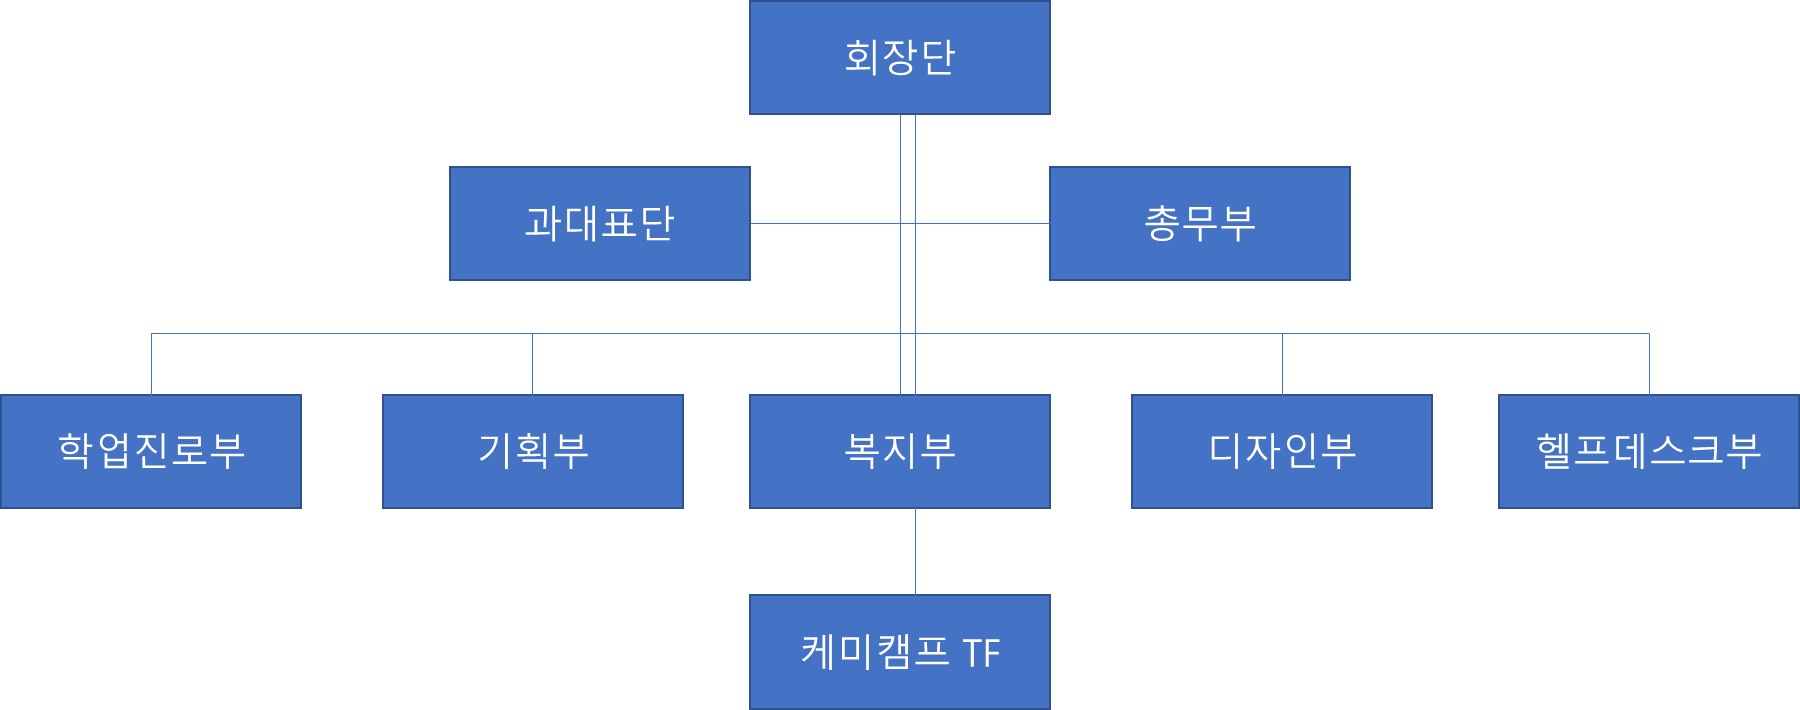 회장단
과대표단
총무부
학업진로부
기획부
복지부
디자인부
헬프데스크부
케미캠프 TF